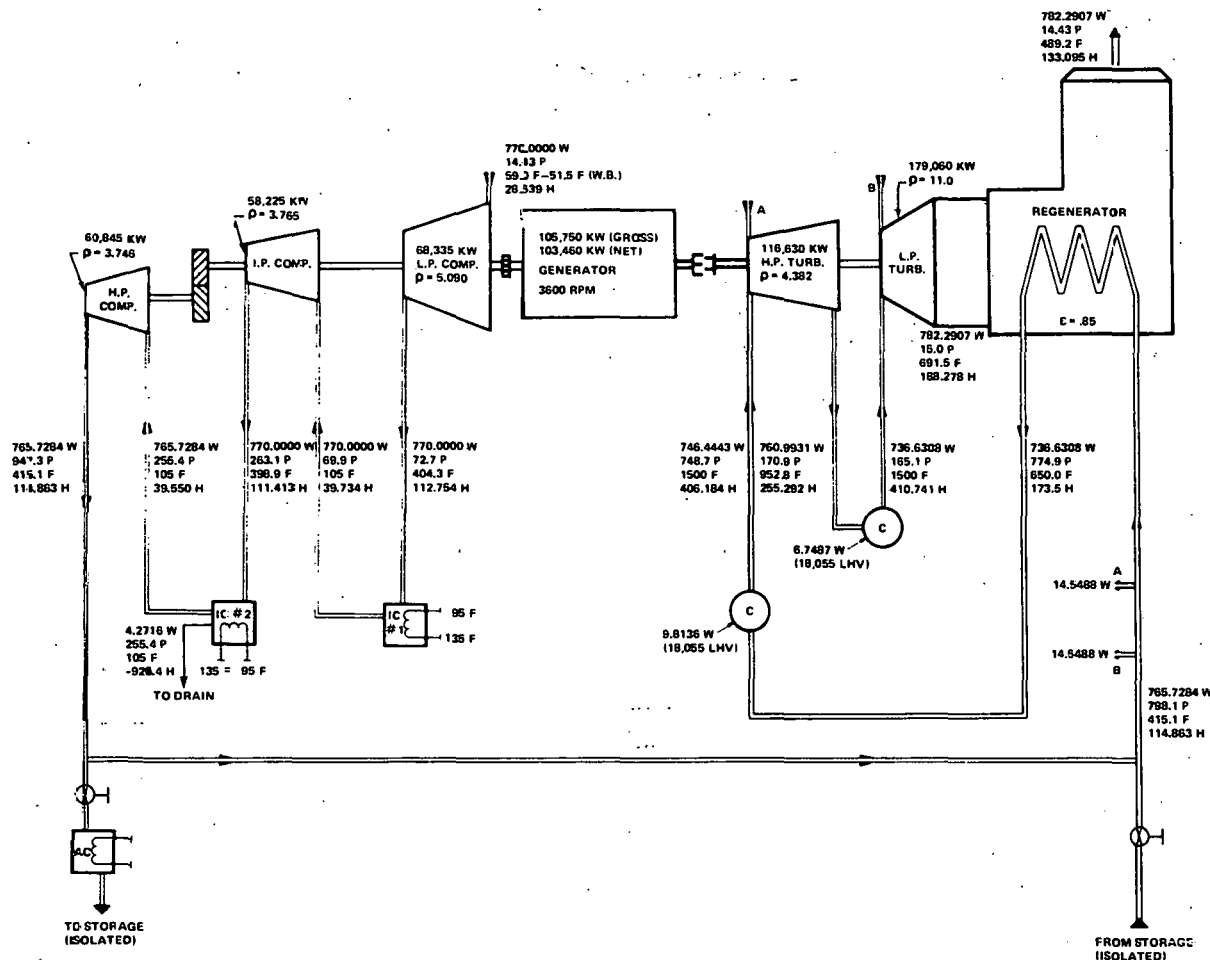 782.2907 W
14.43 P
489.2 F
133.095 H
770.0000 W
59.0 F-51.5 F (W.B.)
179,060 KW
ρ = 11.0
A
B
58,225 KW
ρ = 3.765
60,845 KW
ρ = 3.746
I.P. COMP.
68,335 KW
L.P. COMP.
ρ = 5.090
105,750 KW (GROSS)
103,460 KW (NET)
GENERATOR
3600 RPM
116,630 KW
H.P. TURB.
ρ = 4.382
L.P.
TURB.
REGENERATOR
H.P.
COMP.
= .85
782.2907 W
15.0 P
691.5 F
188.278 H
765.7284 W
415.1 F
114.863 H
765.7284 W
255.4 P
105 F
39.550 H
770.0000 W
263.1 P
398.9 F
111.413 H
770.0000 W
69.9 P
105 F
39.734 H
770.0000 W
72.7 P
404.3 F
112.754 H
746.4443 W
748.7 P
1500 F
406.184 H
760.9931 W
170.9 P
952.8 F
255.292 H
736.6308 W
165.1 P
1500 F
410.741 H
736.6308 W
774.9 P
650.0 F
173.5 H
C
6.7487 W
(18,055 LHV)
A
14.5488 W
C
9.8136 W
(18,055 LHV)
IC #2
IC
#1
95 F
135 F
4.2716 W
255.4 P
105 F
135 = 95 F
TO DRAIN
14.5488 W
B
765.7284 W
798.1 P
415.1 F
114.863 H
TO STORAGE
(ISOLATED)
FROM STORAGE
(ISOLATED)